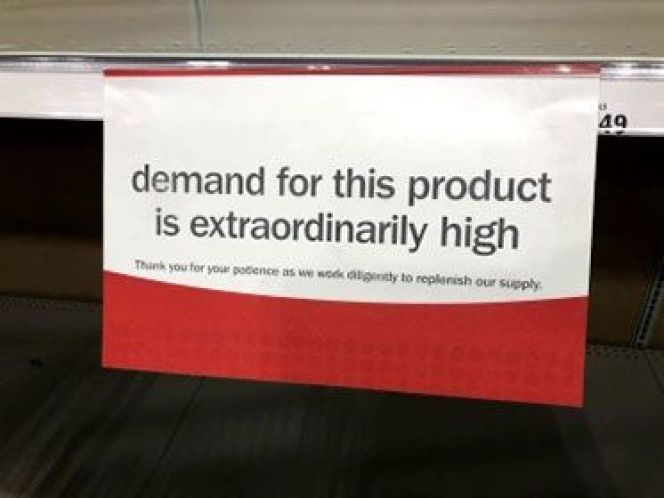 49
demand for this product
is extraordinarily high
Thank you for your patience as we work diligently to replenish our supply.